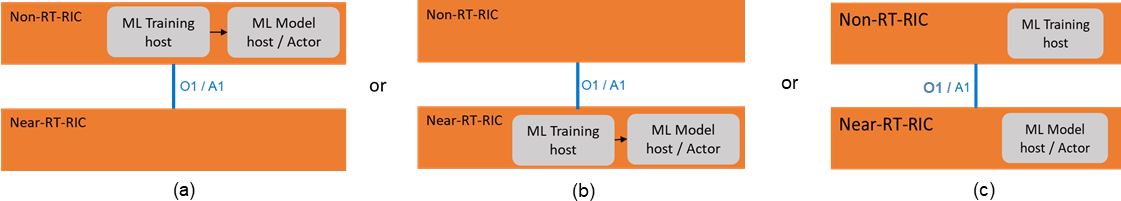 Non-RT-RIC
ML Training
host
ML Model
host / Actor
O1 / A1
Near-RT-RIC
(a)
or
Non-RT-RIC
O1 / A1
Near-RT-RIC
ML Training
host
ML Model
host / Actor
(b)
or
Non-RT-RIC
ML Training
host
O1 / A1
Near-RT-RIC
ML Model
host / Actor
(c)